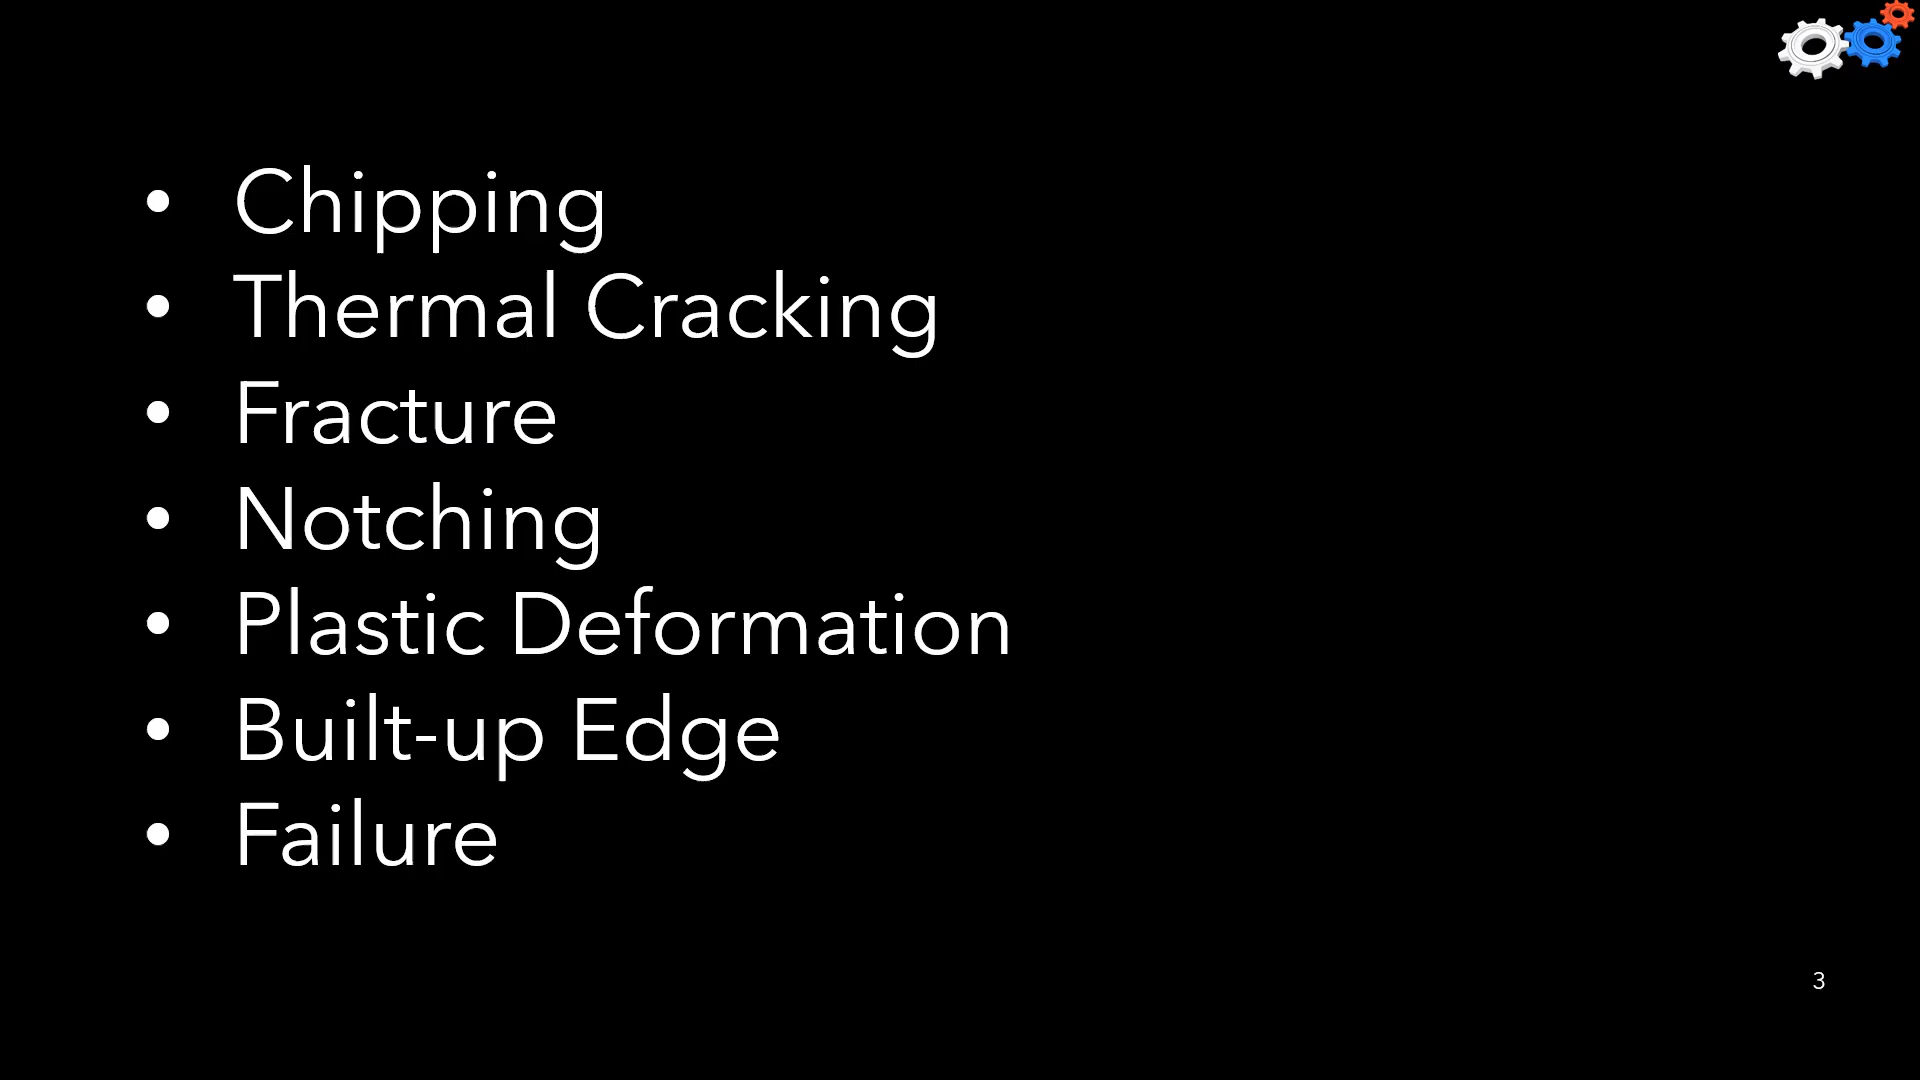 • Chipping
• Thermal Cracking
• Fracture
• Notching
• Plastic Deformation
• Built-up Edge
• Failure
3